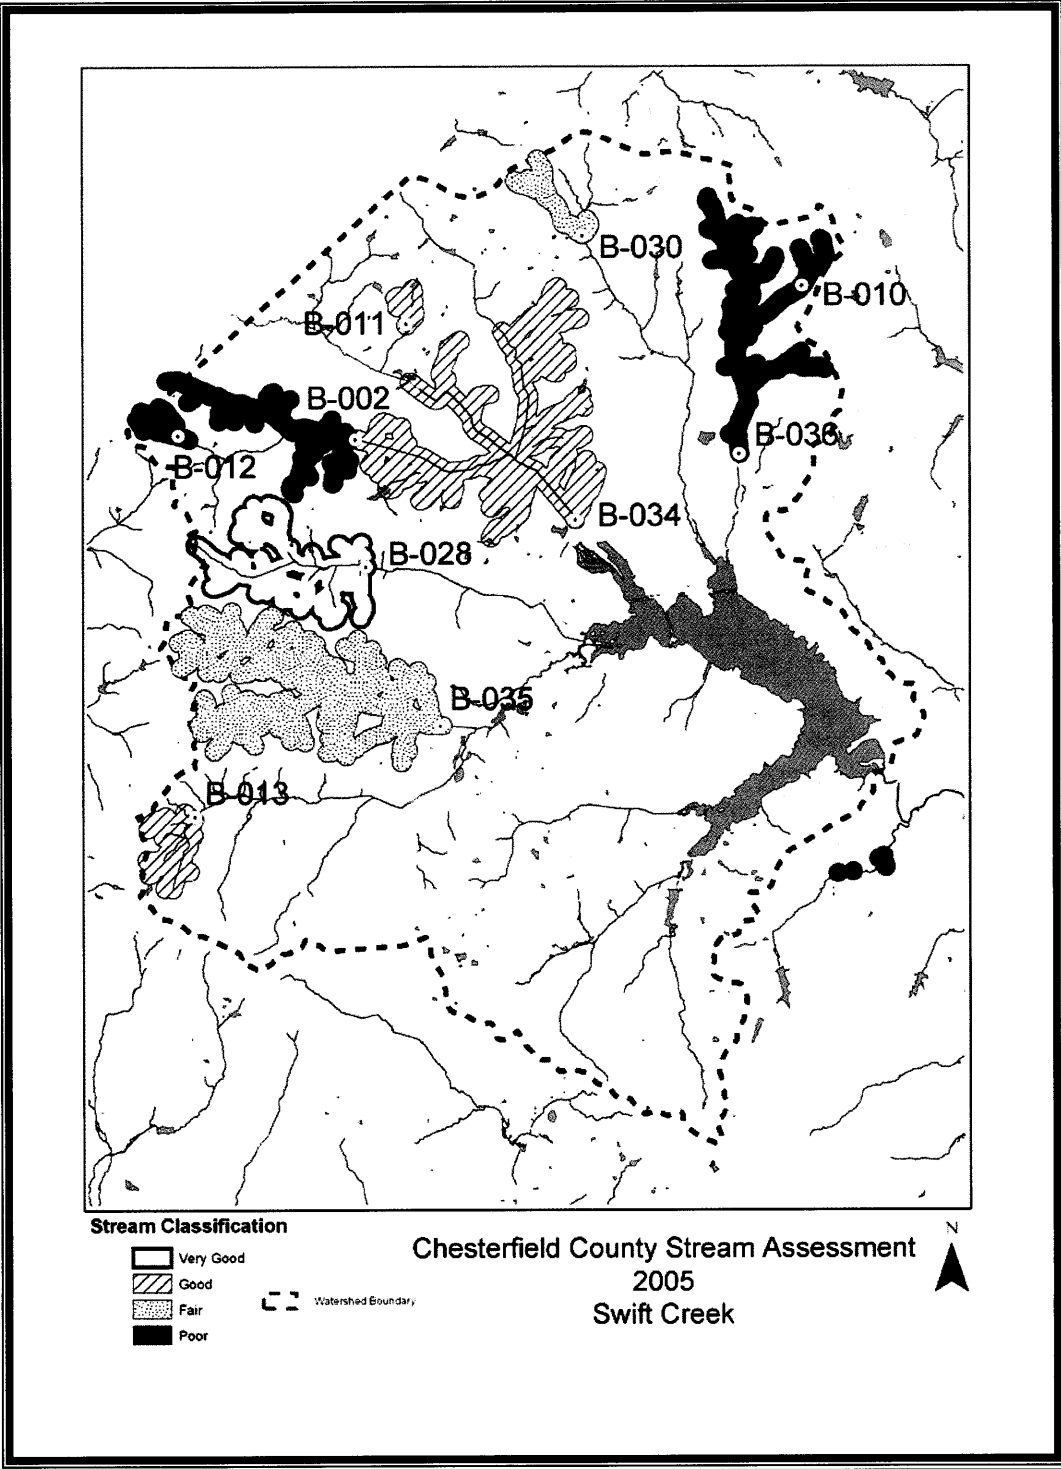 B-030
B-010
B-011
B-002
B-036
B-012
B-034
B-028
B-035
B-013
Stream Classification
Very Good
Good
Fair
Poor
Watershed Boundary
Chesterfield County Stream Assessment
2005
Swift Creek
N